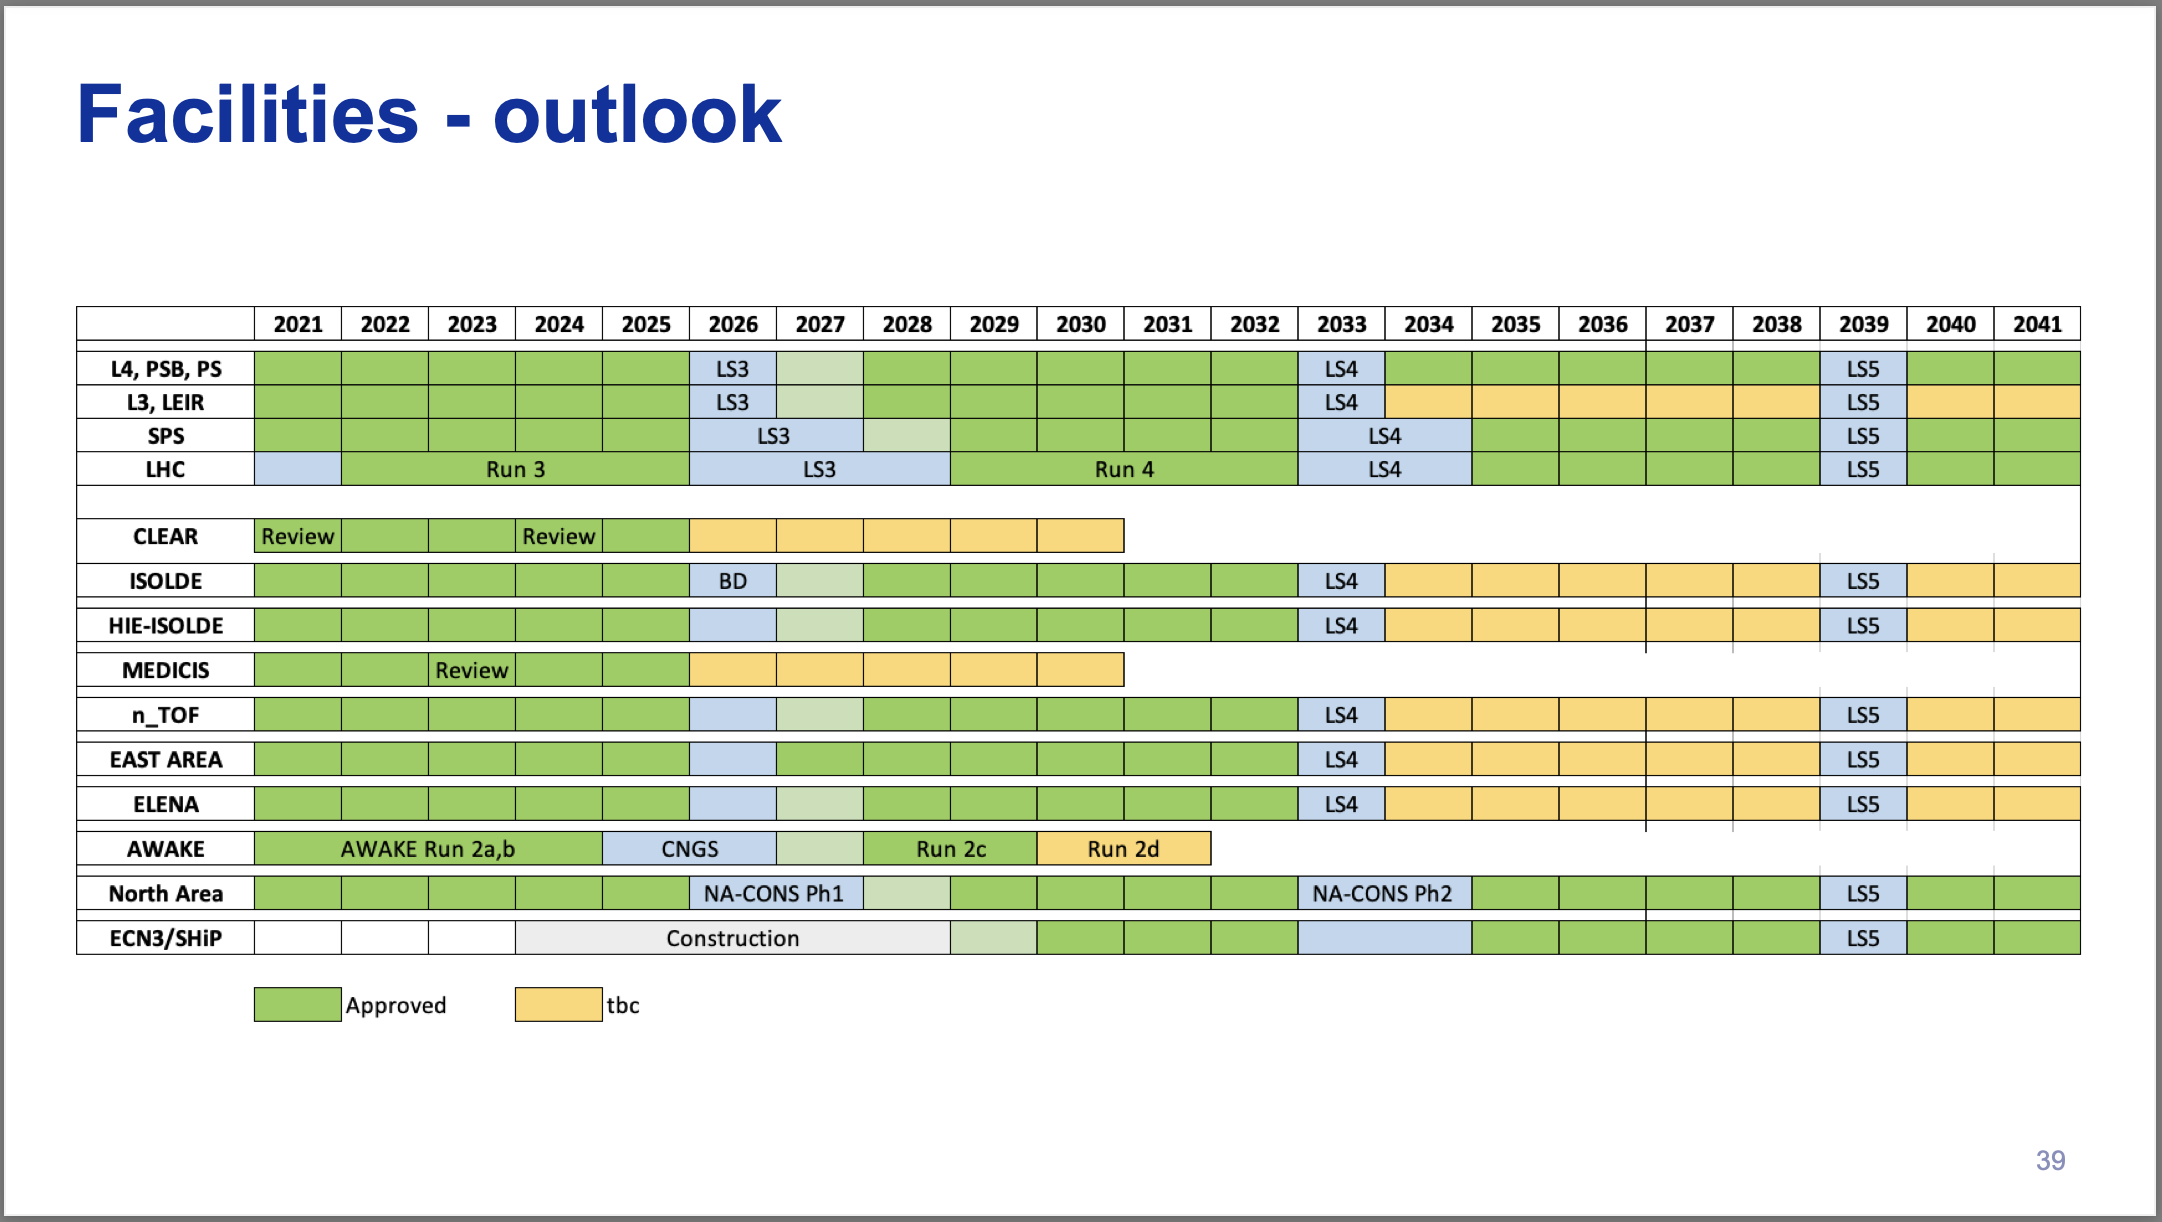 Facilities - outlook
2021 2022 2023 2024 2025 2026 2027 2028 2029 2030 2031 2032 2033 2034 2035 2036 2037 2038 2039 2040 2041
L4, PSB, PS LS3 LS4 LS5
L3, LEIR LS3 LS4 LS5
SPS LS3 LS4 LS5
LHC Run 3 LS3 Run 4 LS4 LS5
CLEAR Review Review
ISOLDE BD LS4 LS5
HIE-ISOLDE LS4 LS5
MEDICIS Review
n_TOF LS4 LS5
EAST AREA LS4 LS5
ELENA LS4 LS5
AWAKE AWAKE Run 2a,b CNGS Run 2c Run 2d
North Area NA-CONS Ph1 NA-CONS Ph2 LS5
ECN3/SHiP Construction LS5
Approved tbc
39